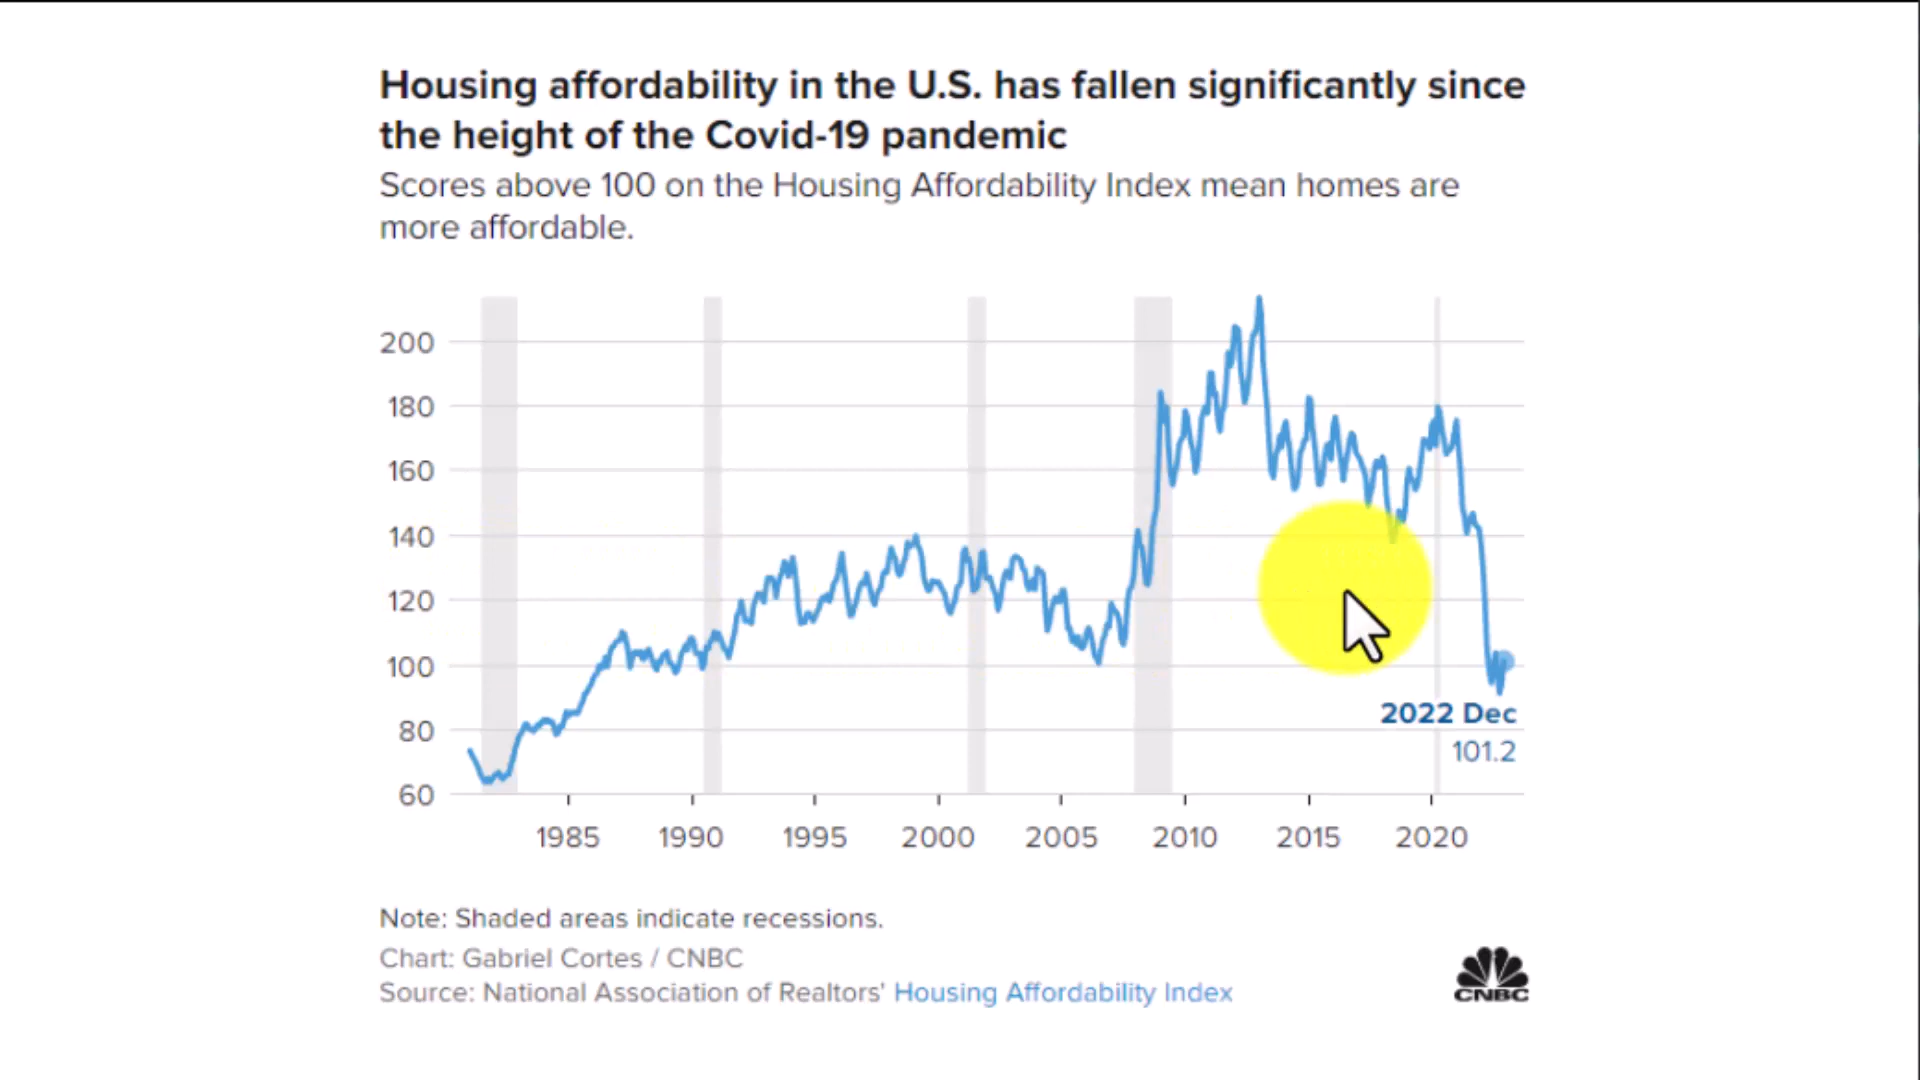 Housing affordability in the U.S. has fallen significantly since
the height of the Covid-19 pandemic
Scores above 100 on the Housing Affordability Index mean homes are
more affordable.
200
180
160
140
120
100
80
60
2022 Dec
101.2
1985 1990 1995 2000 2005 2010 2015 2020
Note: Shaded areas indicate recessions.
Chart: Gabriel Cortes / CNBC
Source: National Association of Realtors' Housing Affordability Index
CNBC